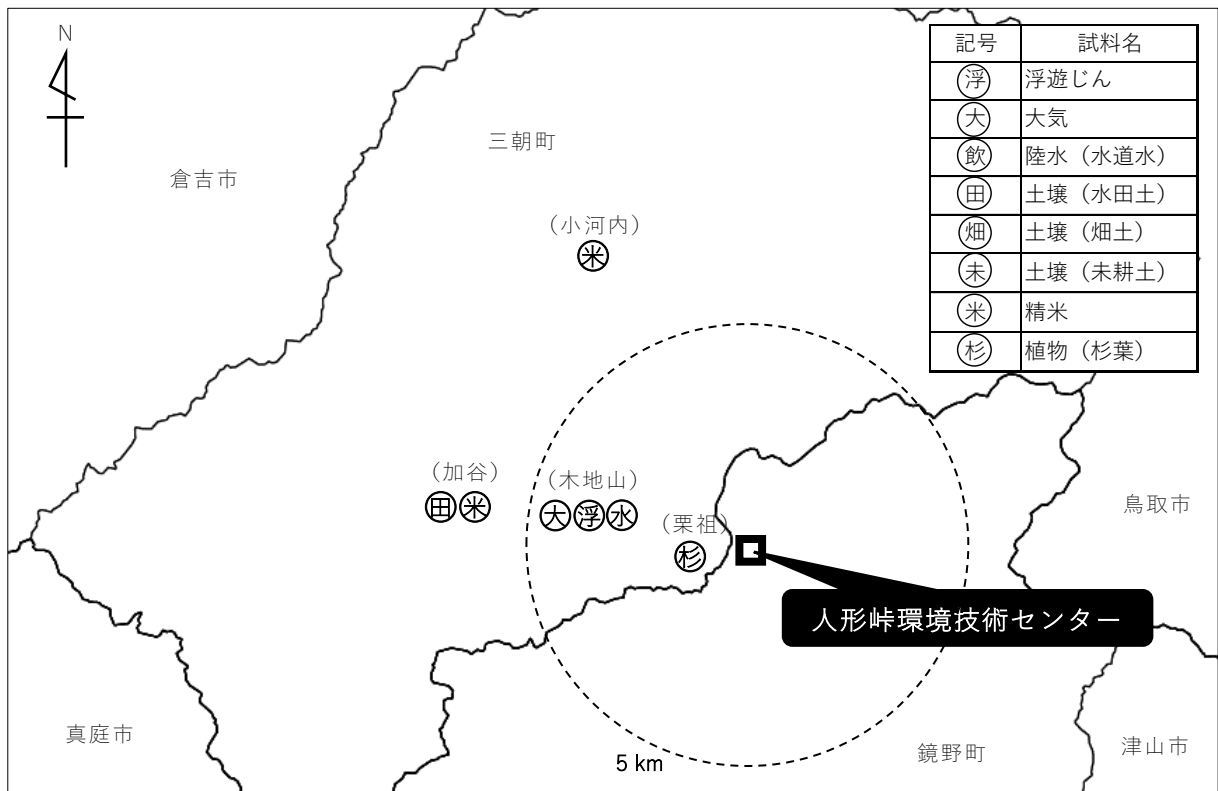 N
記号 試料名
浮 浮遊じん
大 大気
飲 陸水（水道水）
田 土壌（水田土）
畑 土壌（畑土）
未 土壌（未耕土）
米 精米
杉 植物（杉葉）
三朝町
倉吉市
（小河内）
米
（加谷）
田 米
（木地山）
大 浮 水
（栗祖）
杉
鳥取市
人形峠環境技術センター
真庭市
5 km
鏡野町
津山市